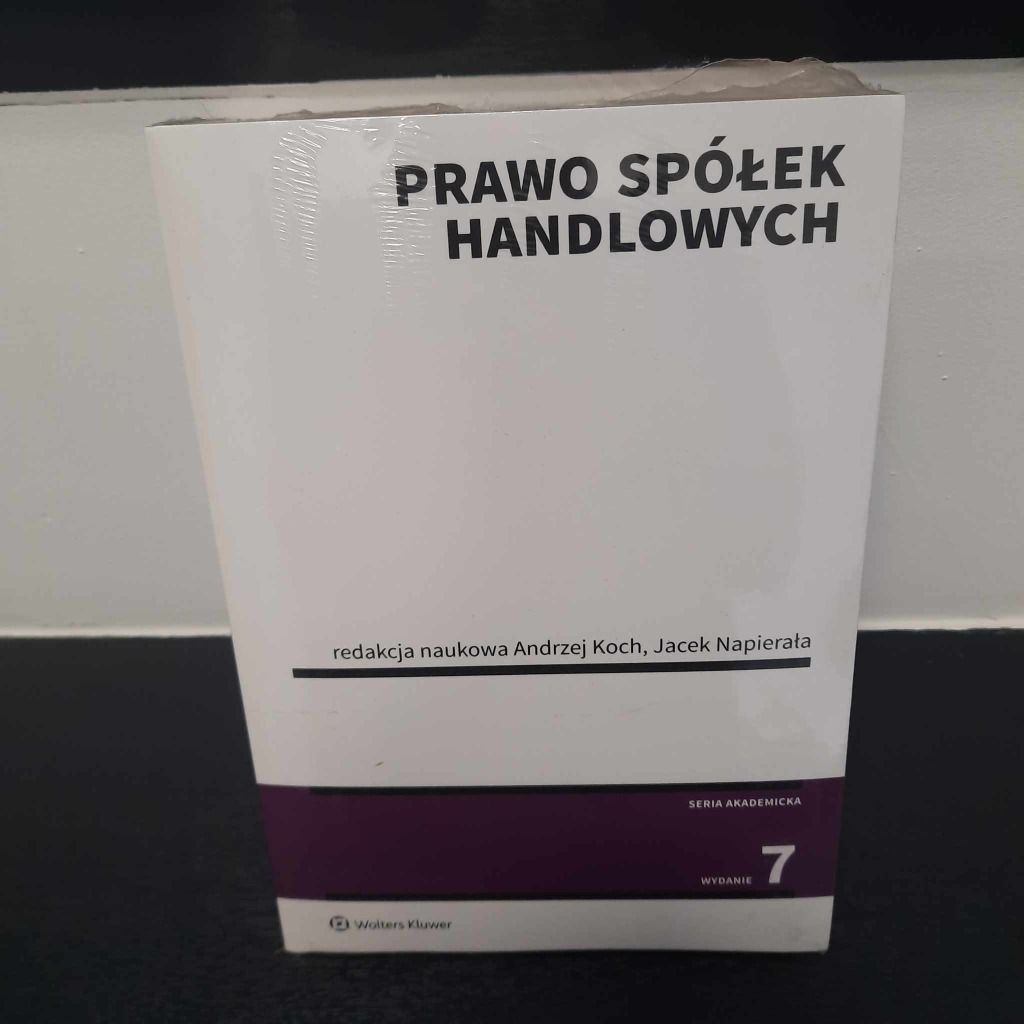 PRAWO SPÓŁEK
HANDLOWYCH
redakcja naukowa Andrzej Koch, Jacek Napierała
SERIA AKADEMICKA
WYDANIE 7
Wolters Kluwer